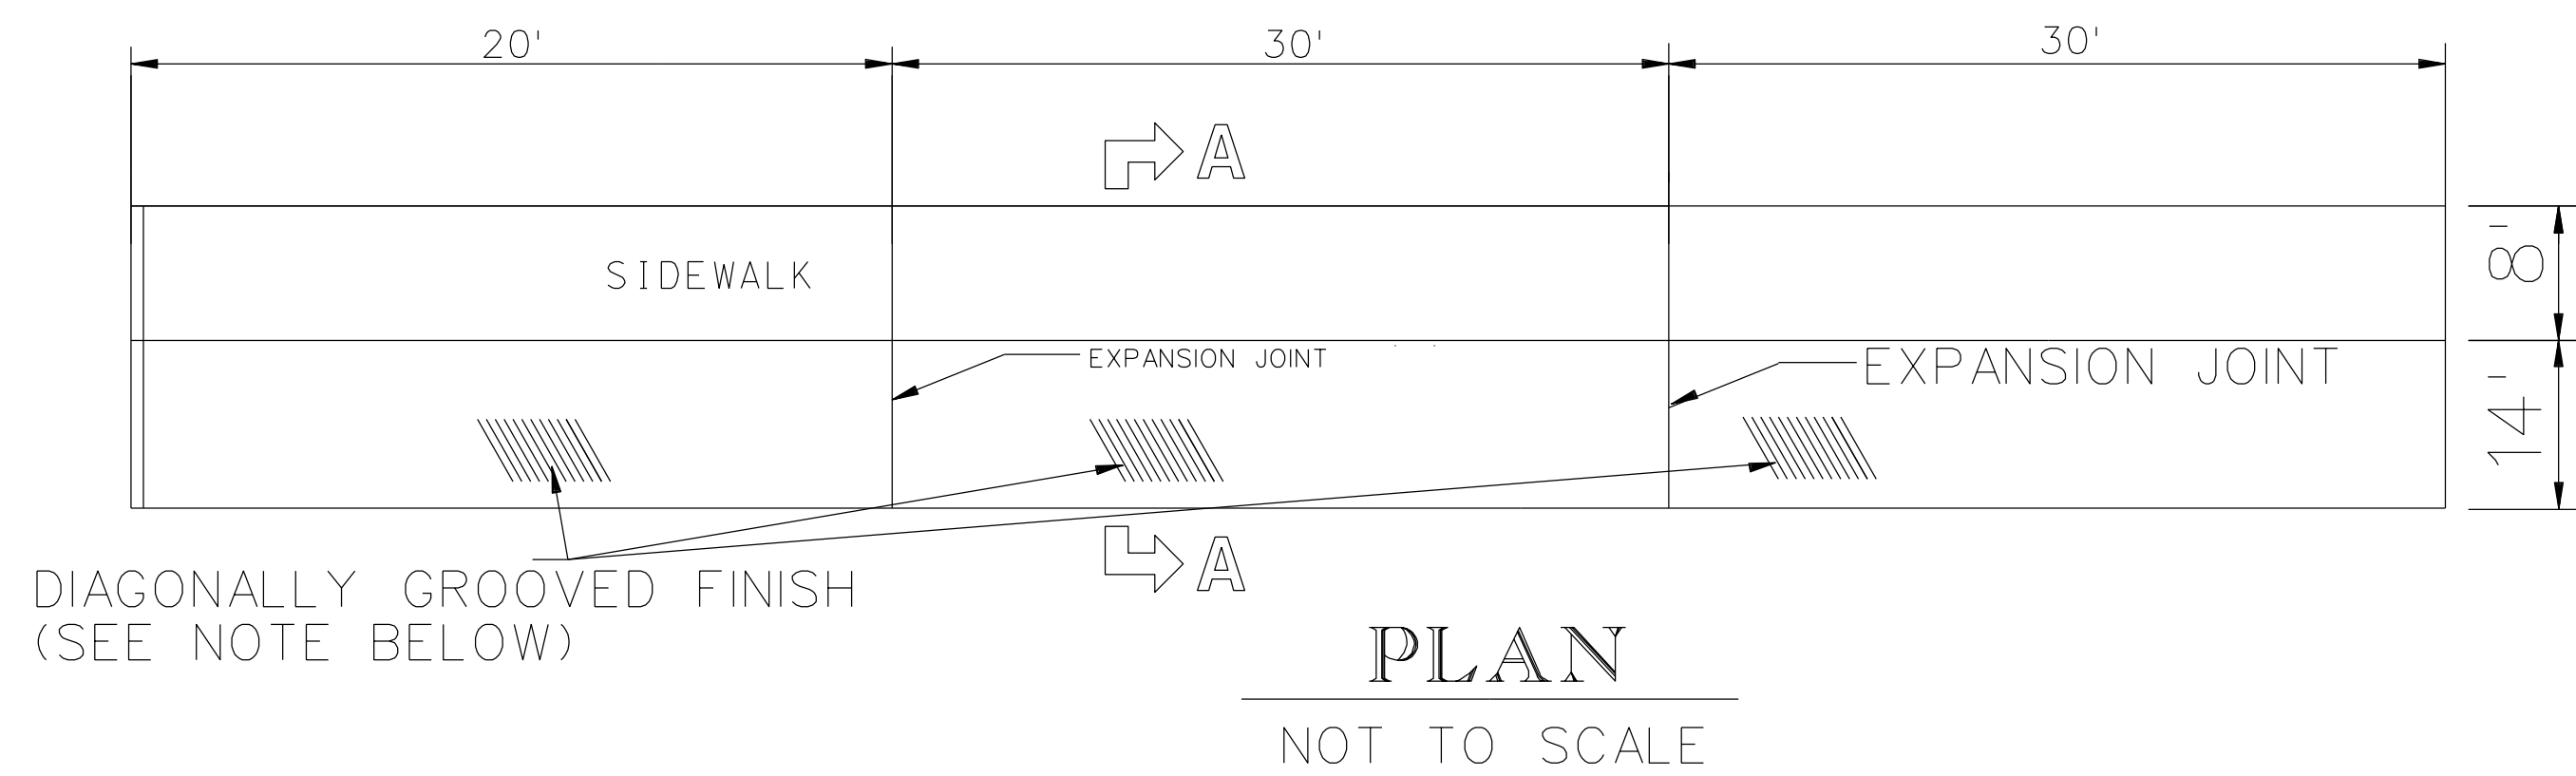 20'
30'
30'
A
SIDEWALK
8'
EXPANSION JOINT
EXPANSION JOINT
14'
A
DIAGONALLY GROOVED FINISH
(SEE NOTE BELOW)
PLAN
NOT TO SCALE